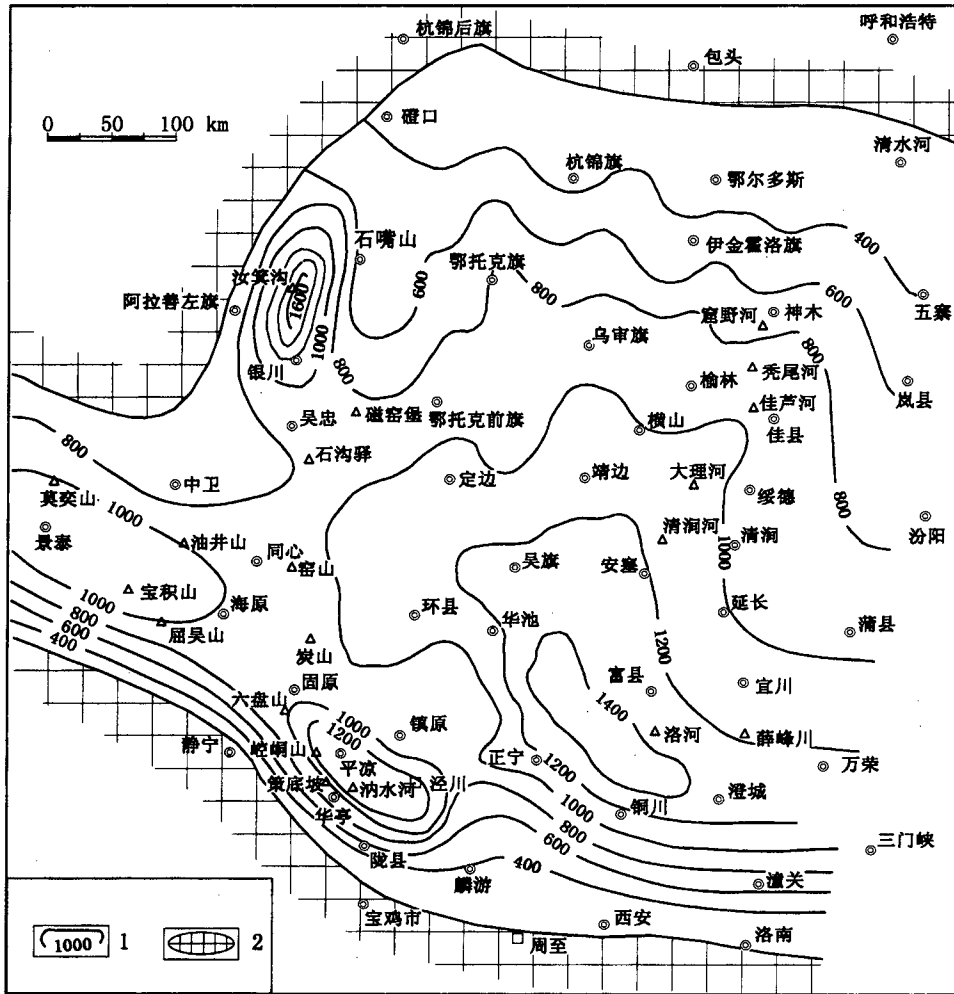 杭锦后旗
呼和浩特
包头
0 50 100 km
磴口
清水河
杭锦旗
鄂尔多斯
石嘴山
伊金霍洛旗
400
汝箕沟
鄂托克旗
600
800
600
阿拉善左旗
1600
五寨
神木
窟野河
1000
乌审旗
800
银川
800
秃尾河
榆林
岚县
吴忠
磁窑堡
鄂托克前旗
佳芦河
横山
佳县
800
石沟驿
中卫
定边
靖边
大理河
绥德
800
莫奕山
1000
景泰
油井山
同心
清涧河
清涧
汾阳
窑山
吴旗
安塞
1000
宝积山
1000
海原
环县
华池
延长
800
屈吴山
1200
蒲县
600
炭山
400
固原
富县
宜川
六盘山
1000
1400
镇原
静宁
崆峒山
1200
洛河
薛峰川
平凉
正宁
万荣
策底坡
汭水河
泾川
1200
华亭
铜川
澄城
1000
800
三门峡
陇县
600
麟游
400
潼关
宝鸡市
西安
周至
洛南
1000 1
2